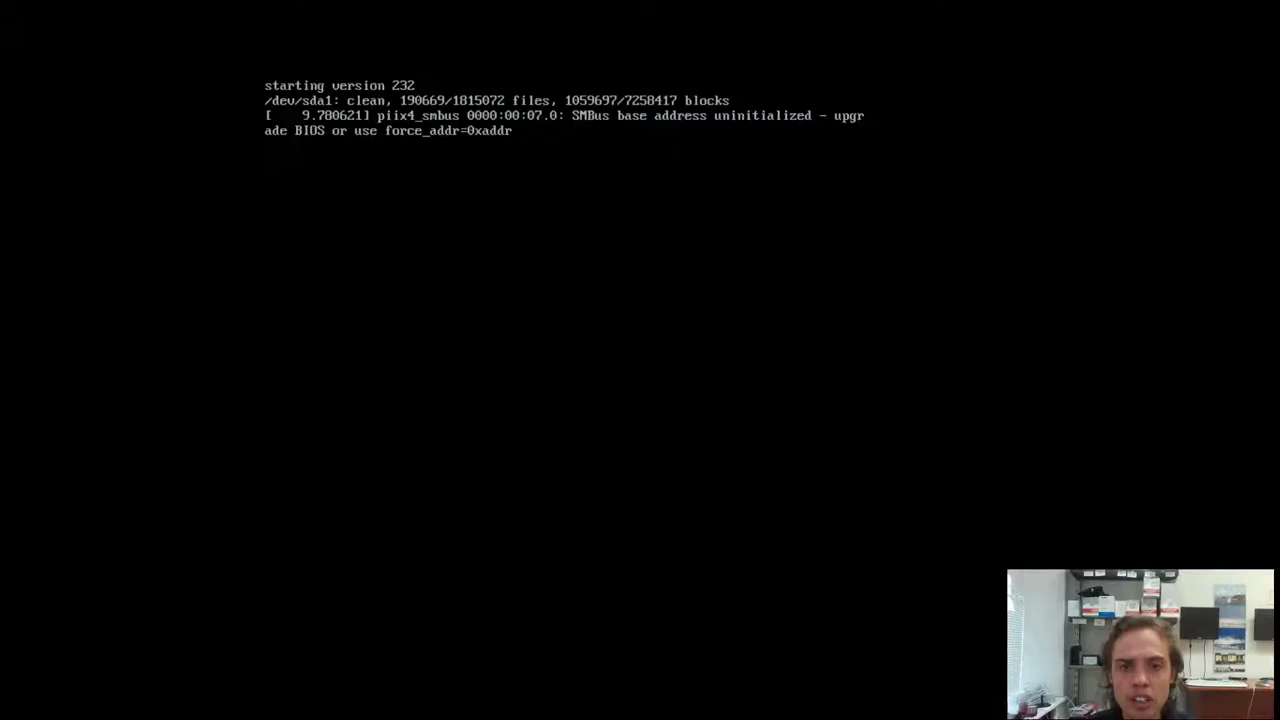 starting version 232
/dev/sda1: clean, 190669/1815072 files, 1059697/7258417 blocks
[    9.780621] piix4_smbus 0000:00:07.0: SMBus base address uninitialized - upgr
ade BIOS or use force_addr=0xaddr